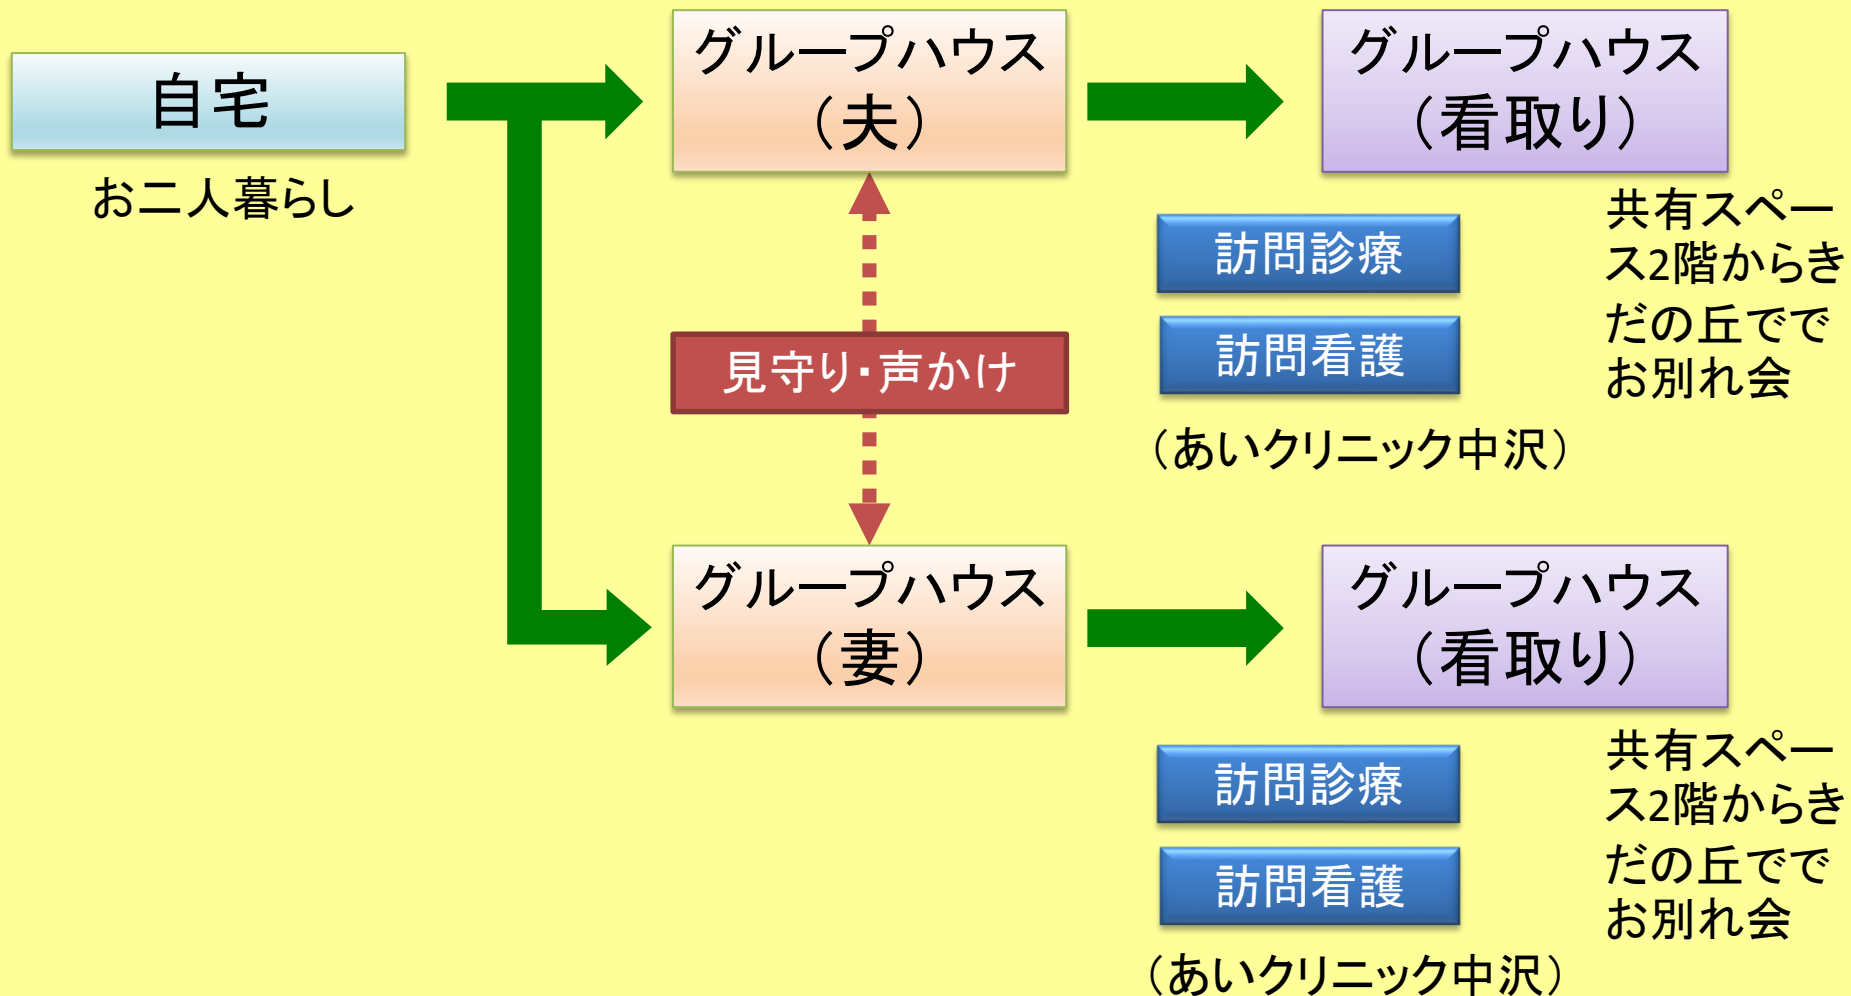 自宅
お二人暮らし
グループハウス
（夫）
グループハウス
（看取り）
訪問診療
訪問看護
（あいクリニック中沢）
共有スペー
ス2階からき
だの丘でで
お別れ会
見守り・声かけ
グループハウス
（妻）
グループハウス
（看取り）
訪問診療
訪問看護
（あいクリニック中沢）
共有スペー
ス2階からき
だの丘でで
お別れ会